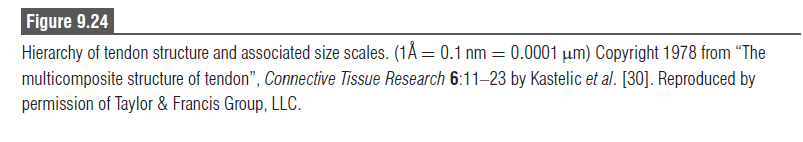 Figure 9.24
Hierarchy of tendon structure and associated size scales. (1Å = 0.1 nm = 0.0001 µm) Copyright 1978 from “The
multicomposite structure of tendon”, Connective Tissue Research 6:11–23 by Kastelic et al. [30]. Reproduced by
permission of Taylor & Francis Group, LLC.